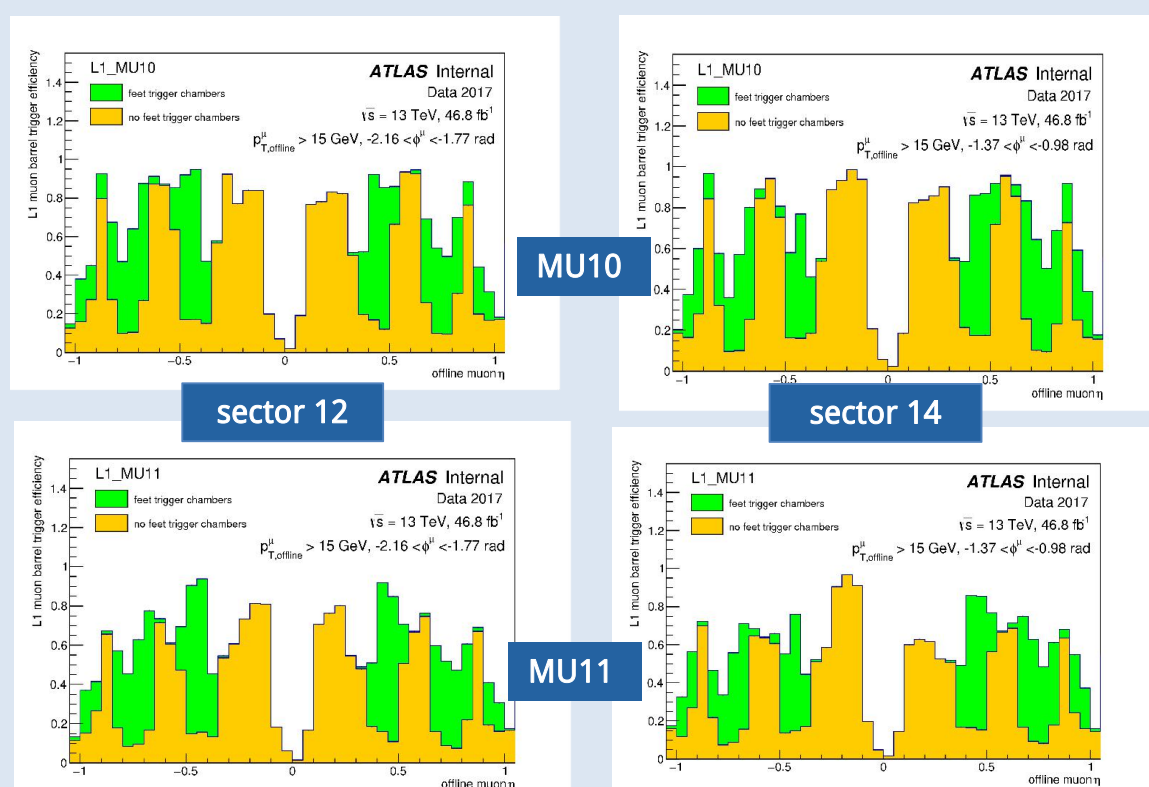 L1 muon barrel trigger efficiency
L1_MU10
ATLAS Internal
feet trigger chambers
Data 2017
no feet trigger chambers
√s = 13 TeV, 46.8 fb⁻¹
p^μ_T,offline > 15 GeV, -2.16 <ϕ^μ <-1.77 rad
1.4
1.2
1
0.8
0.6
0.4
0.2
0
−1 −0.5 0 0.5 1
offline muon η
L1 muon barrel trigger efficiency
L1_MU10
ATLAS Internal
feet trigger chambers
Data 2017
no feet trigger chambers
√s = 13 TeV, 46.8 fb⁻¹
p^μ_T,offline > 15 GeV, -1.37 <ϕ^μ <-0.98 rad
1.4
1.2
1
0.8
0.6
0.4
0.2
0
−1 −0.5 0 0.5 1
offline muon η
MU10
sector 12
sector 14
L1 muon barrel trigger efficiency
L1_MU11
ATLAS Internal
feet trigger chambers
Data 2017
no feet trigger chambers
√s = 13 TeV, 46.8 fb⁻¹
p^μ_T,offline > 15 GeV, -2.16 <ϕ^μ <-1.77 rad
1.4
1.2
1
0.8
0.6
0.4
0.2
0
−1 −0.5 0 0.5 1
offline muon η
L1 muon barrel trigger efficiency
L1_MU11
ATLAS Internal
feet trigger chambers
Data 2017
no feet trigger chambers
√s = 13 TeV, 46.8 fb⁻¹
p^μ_T,offline > 15 GeV, -1.37 <ϕ^μ <-0.98 rad
1.4
1.2
1
0.8
0.6
0.4
0.2
0
−1 −0.5 0 0.5 1
offline muon η
MU11